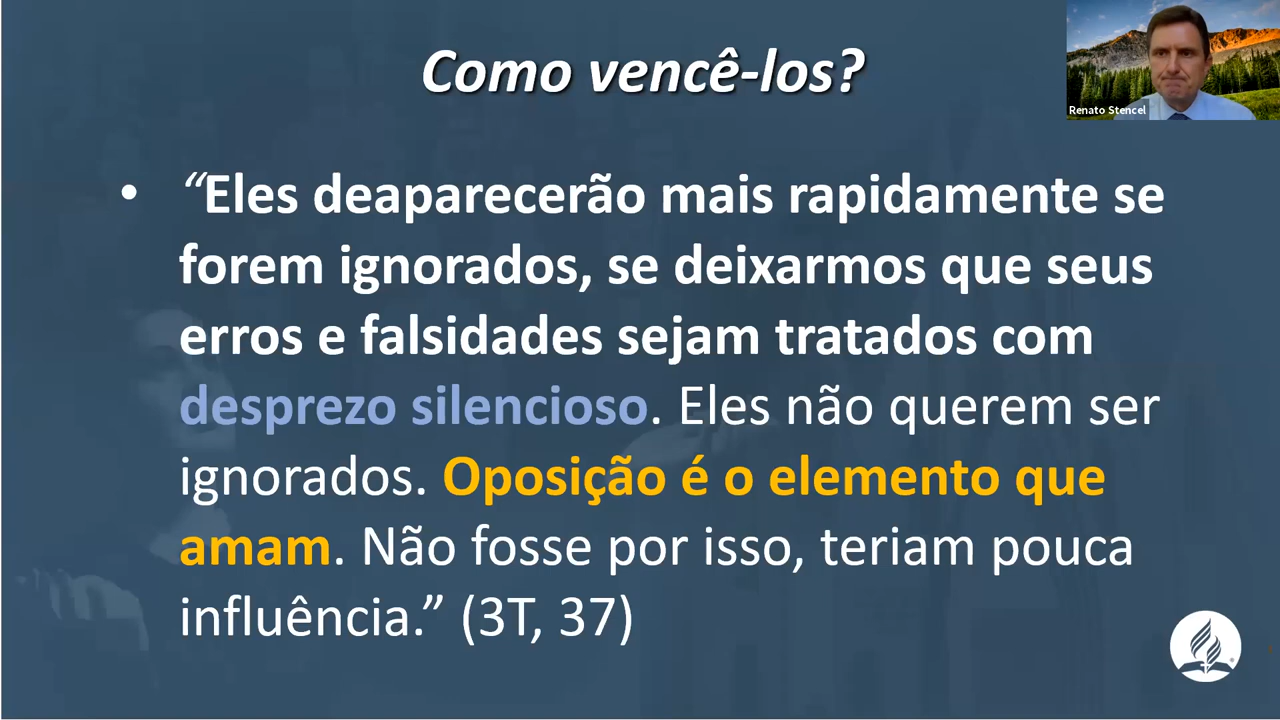 Como vencê-los?
Renato Stencel
• “Eles deaparecerão mais rapidamente se
forem ignorados, se deixarmos que seus
erros e falsidades sejam tratados com
desprezo silencioso. Eles não querem ser
ignorados. Oposição é o elemento que
amam. Não fosse por isso, teriam pouca
influência.” (3T, 37)